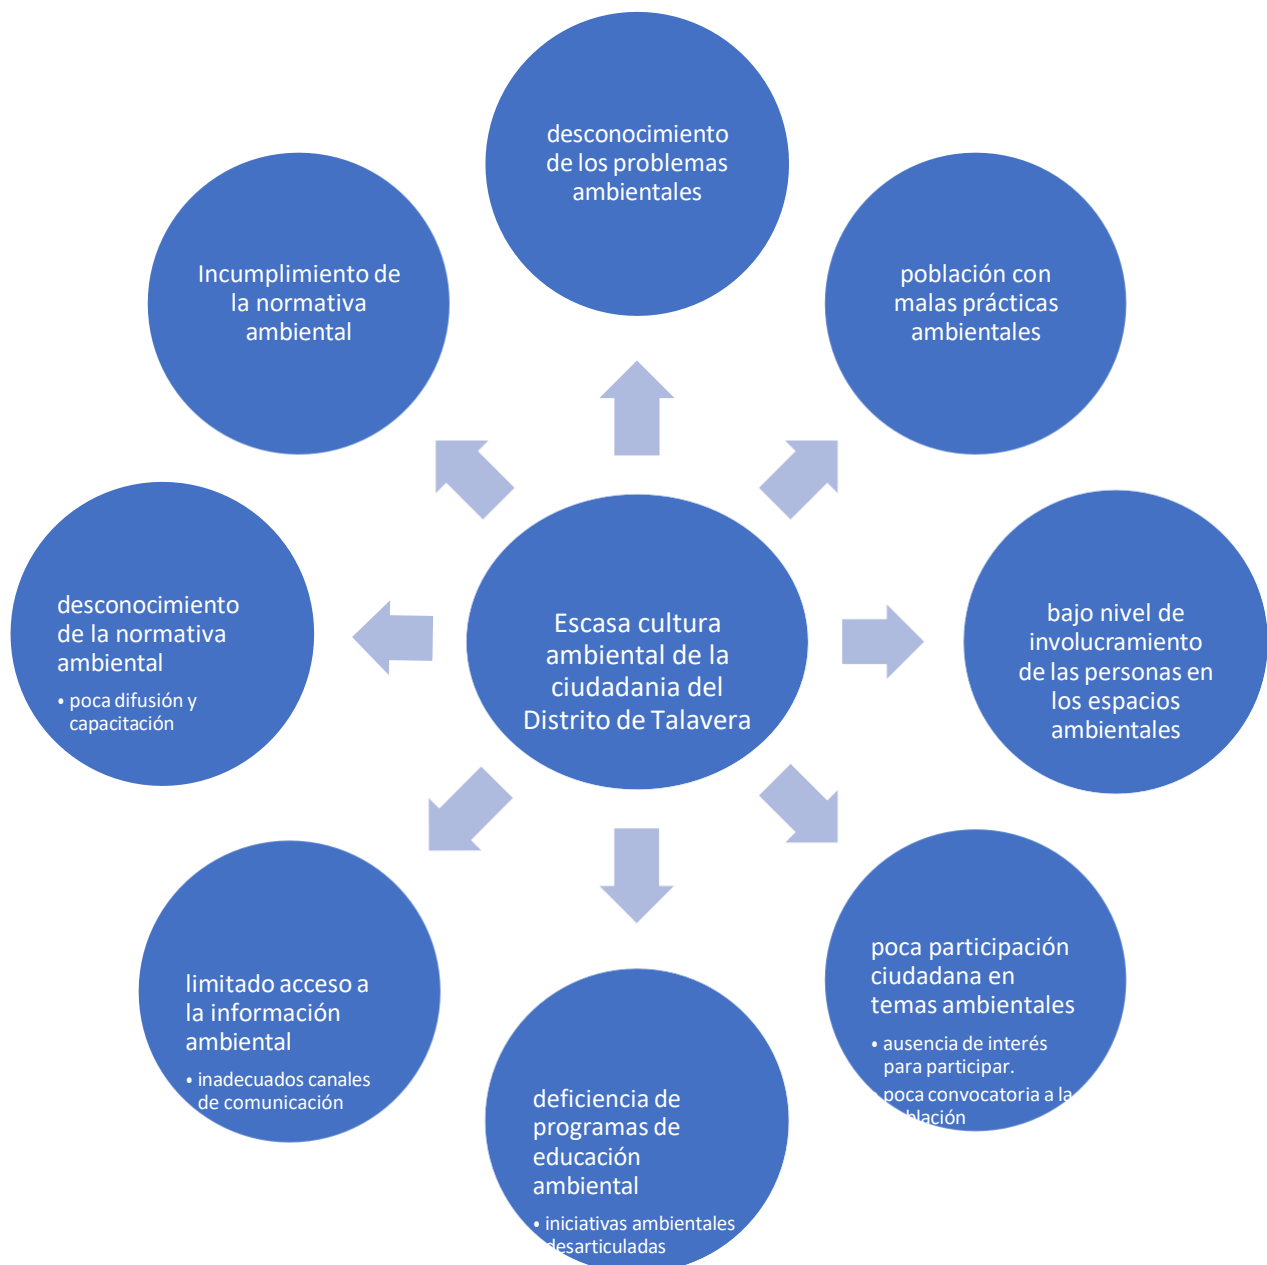 desconocimiento
de los problemas
ambientales
población con
malas prácticas
ambientales
bajo nivel de
involucramiento
de las personas en
los espacios
ambientales
poca participación
ciudadana en
temas ambientales
• ausencia de interés
para participar.
• poca convocatoria a la
población
deficiencia de
programas de
educación
ambiental
• iniciativas ambientales
desarticuladas
limitado acceso a
la información
ambiental
• inadecuados canales
de comunicación
desconocimiento
de la normativa
ambiental
• poca difusión y
capacitación
Incumplimiento de
la normativa
ambiental
Escasa cultura
ambiental de la
ciudadania del
Distrito de Talavera